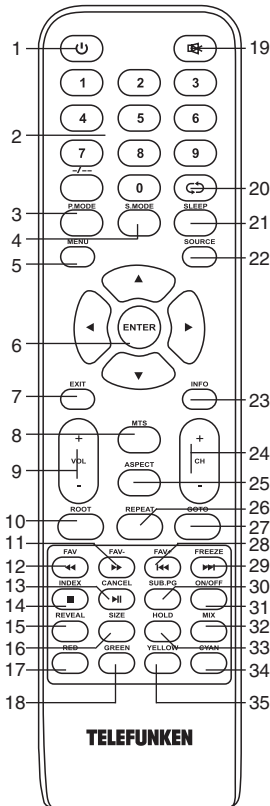 1 19
1 2 3
2
4 5 6
7 8 9
-/-- 0 20
3 P.MODE S.MODE SLEEP 21
4
MENU SOURCE 22
5
6 ENTER
EXIT INFO
7 23
8 MTS
+ + 24
9 VOL CH
- ASPECT - 25
10 ROOT REPEAT GOTO 26
27
11 28
FAV FAV- FAV+ FREEZE
12 29
13 30
INDEX CANCEL SUB.PG ON/OFF
14 31
REVEAL SIZE HOLD MIX
15 32
16 33
RED GREEN YELLOW CYAN
17 34
18 35
TELEFUNKEN